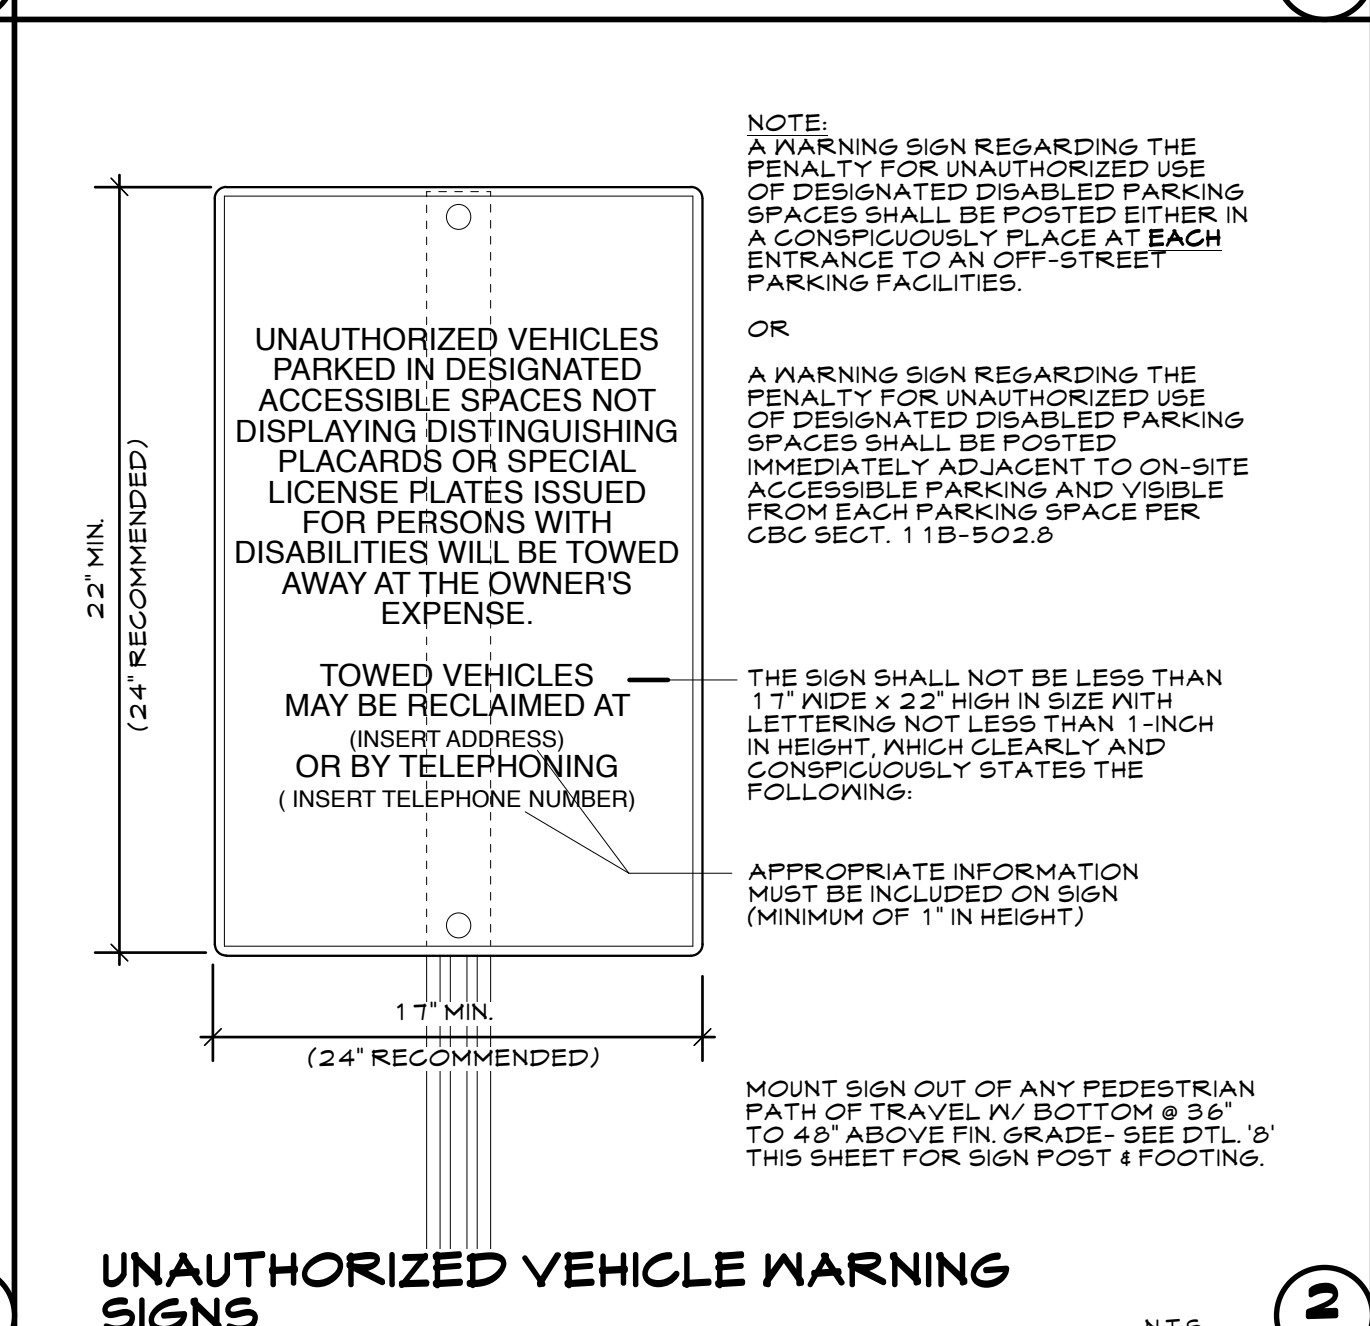 NOTE:
A WARNING SIGN REGARDING THE
PENALTY FOR UNAUTHORIZED USE
OF DESIGNATED DISABLED PARKING
SPACES SHALL BE POSTED EITHER IN
A CONSPICUOUSLY PLACE AT EACH
ENTRANCE TO AN OFF-STREET
PARKING FACILITIES.
OR
A WARNING SIGN REGARDING THE
PENALTY FOR UNAUTHORIZED USE
OF DESIGNATED DISABLED PARKING
SPACES SHALL BE POSTED
IMMEDIATELY ADJACENT TO ON-SITE
ACCESSIBLE PARKING AND VISIBLE
FROM EACH PARKING SPACE PER
CBC SECT. 11B-502.8
UNAUTHORIZED VEHICLES
PARKED IN DESIGNATED
ACCESSIBLE SPACES NOT
DISPLAYING DISTINGUISHING
PLACARDS OR SPECIAL
LICENSE PLATES ISSUED
FOR PERSONS WITH
DISABILITIES WILL BE TOWED
AWAY AT THE OWNER'S
EXPENSE.
TOWED VEHICLES
MAY BE RECLAIMED AT
(INSERT ADDRESS)
OR BY TELEPHONING
( INSERT TELEPHONE NUMBER)
22" MIN.
(24" RECOMMENDED)
THE SIGN SHALL NOT BE LESS THAN
17" WIDE x 22" HIGH IN SIZE WITH
LETTERING NOT LESS THAN 1-INCH
IN HEIGHT, WHICH CLEARLY AND
CONSPICUOUSLY STATES THE
FOLLOWING:
APPROPRIATE INFORMATION
MUST BE INCLUDED ON SIGN
(MINIMUM OF 1" IN HEIGHT)
17" MIN.
(24" RECOMMENDED)
MOUNT SIGN OUT OF ANY PEDESTRIAN
PATH OF TRAVEL W/ BOTTOM @ 36"
TO 48" ABOVE FIN. GRADE- SEE DTL. '8'
THIS SHEET FOR SIGN POST & FOOTING.
UNAUTHORIZED VEHICLE WARNING
SIGNS
N.T.S.
2